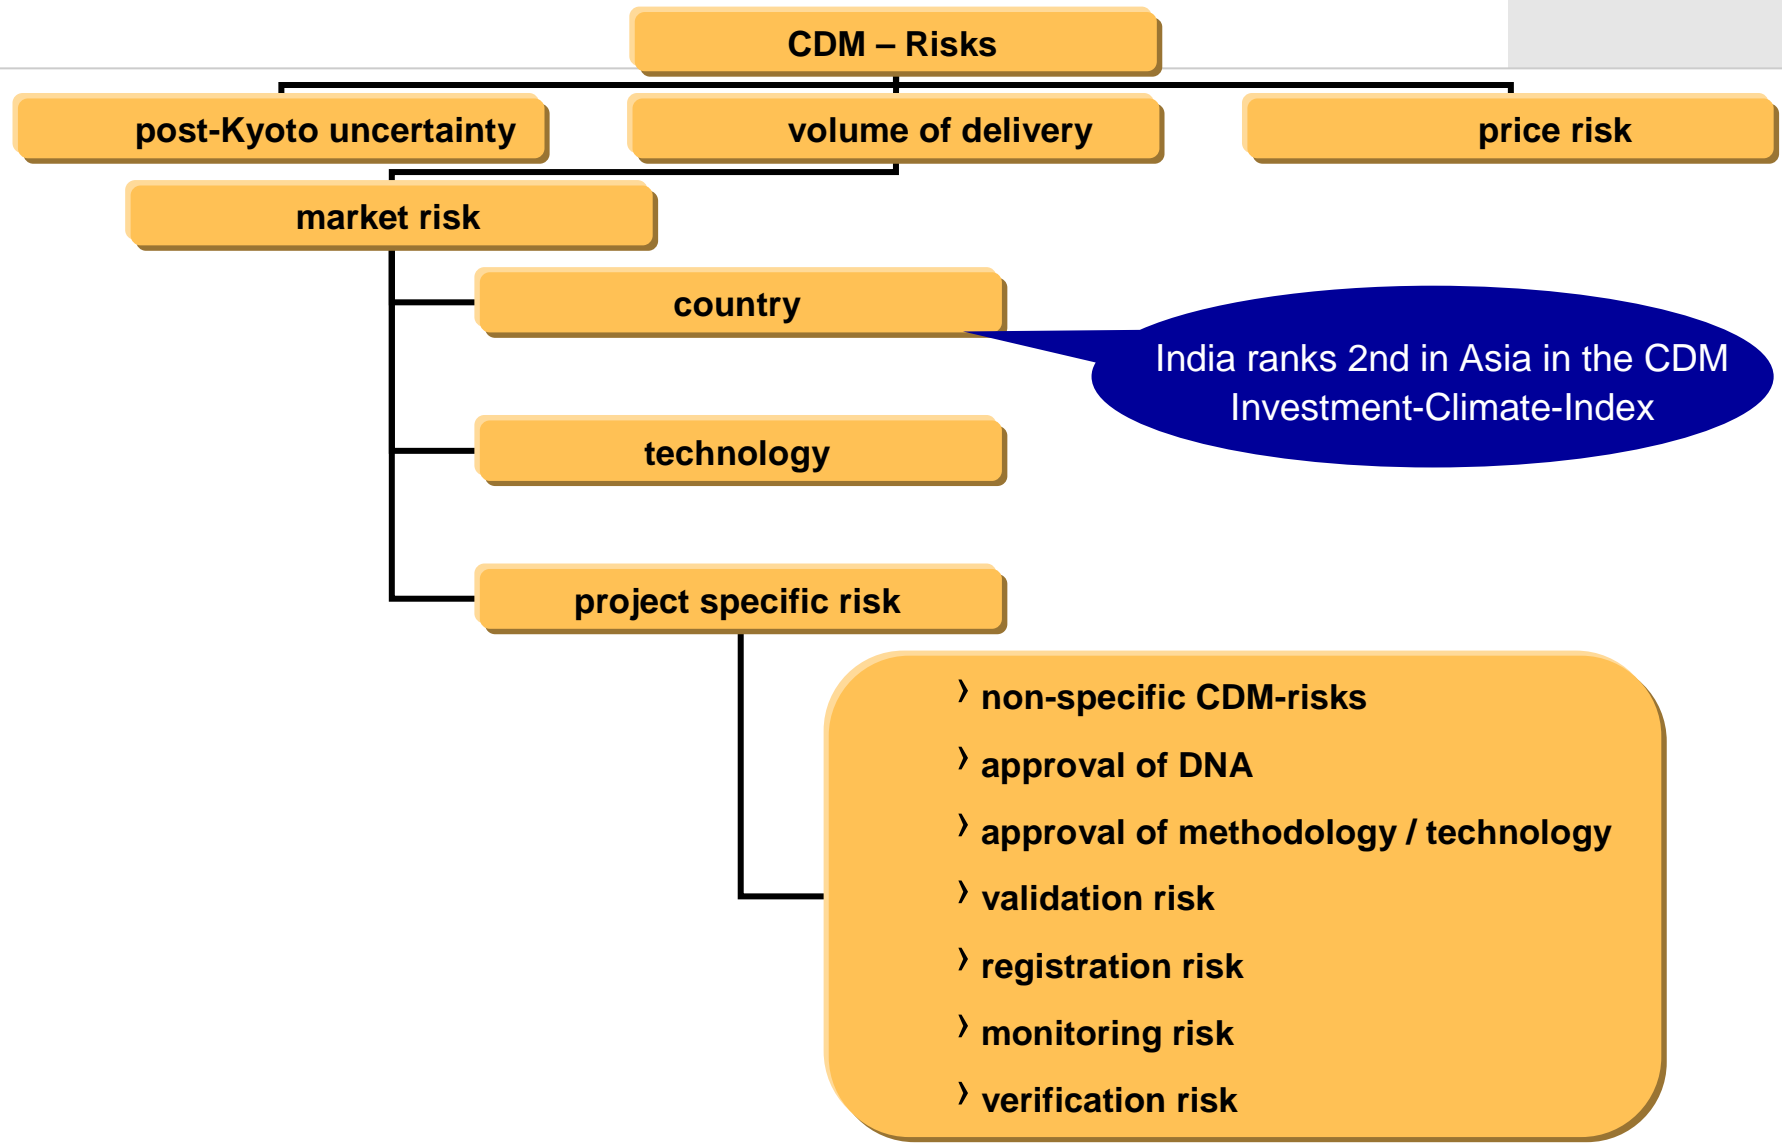 CDM – Risks
post-Kyoto uncertainty
volume of delivery
price risk
market risk
country
India ranks 2nd in Asia in the CDM
Investment-Climate-Index
technology
project specific risk
› non-specific CDM-risks
› approval of DNA
› approval of methodology / technology
› validation risk
› registration risk
› monitoring risk
› verification risk